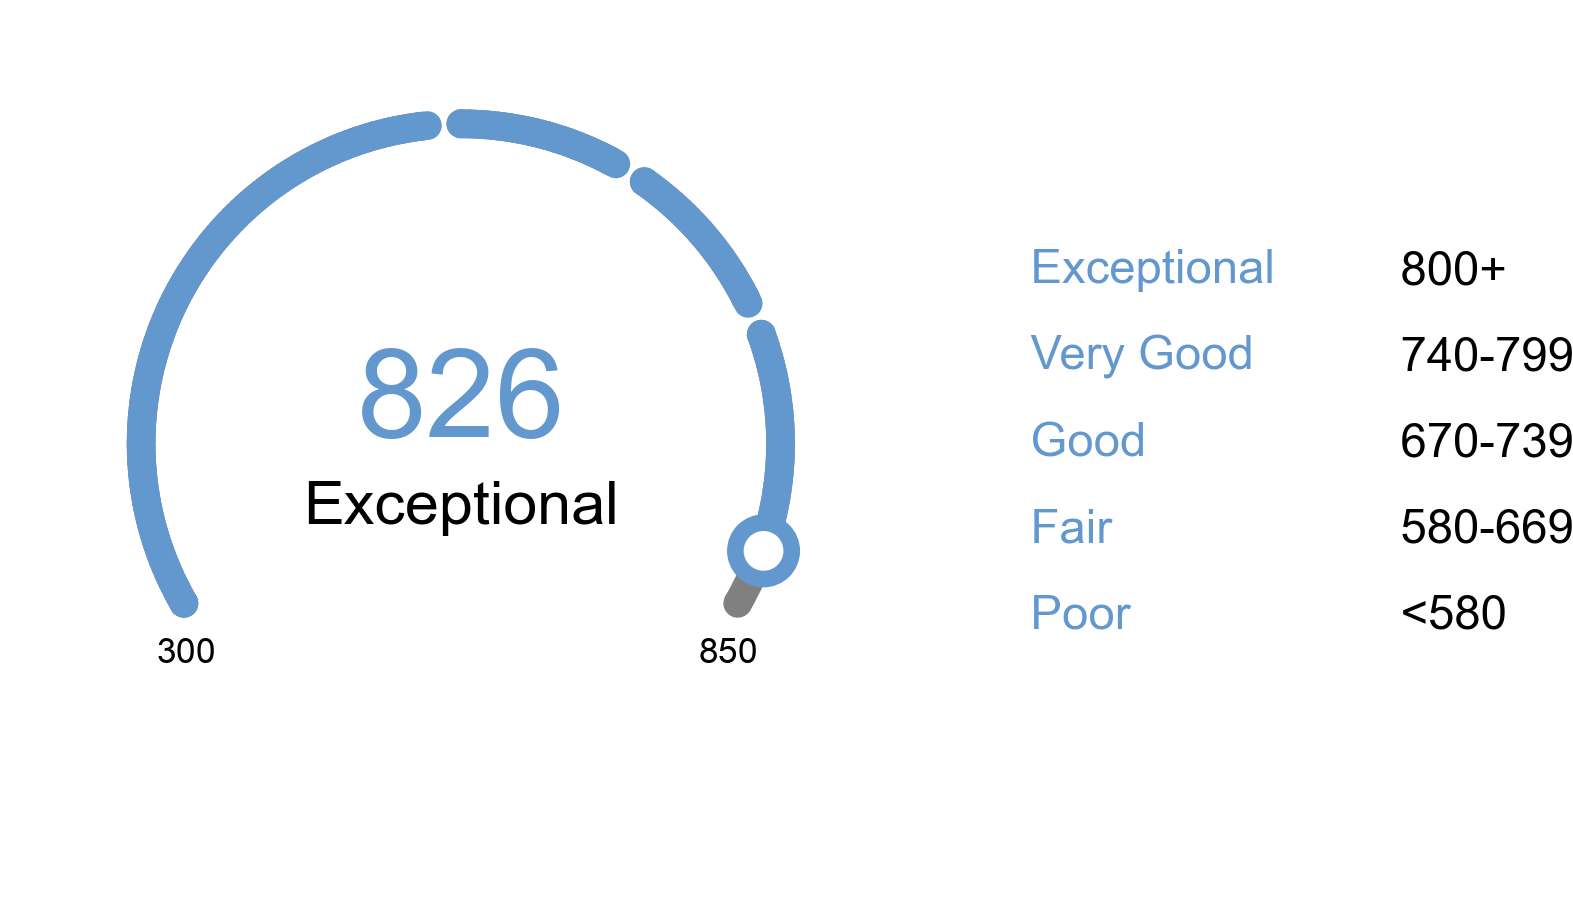 826
Exceptional
300
850
Exceptional 800+
Very Good 740-799
Good 670-739
Fair 580-669
Poor <580